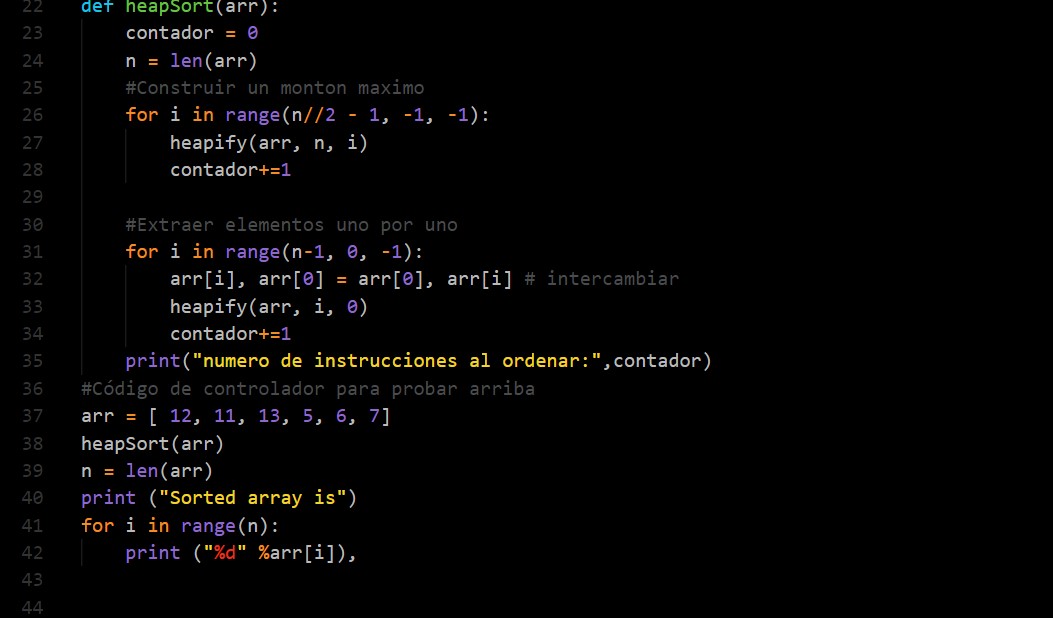 22 def heapSort(arr):
23     contador = 0
24     n = len(arr)
25     #Construir un monton maximo
26     for i in range(n//2 - 1, -1, -1):
27         heapify(arr, n, i)
28         contador+=1
29
30     #Extraer elementos uno por uno
31     for i in range(n-1, 0, -1):
32         arr[i], arr[0] = arr[0], arr[i] # intercambiar
33         heapify(arr, i, 0)
34         contador+=1
35     print("numero de instrucciones al ordenar:",contador)
36 #Código de controlador para probar arriba
37 arr = [ 12, 11, 13, 5, 6, 7]
38 heapSort(arr)
39 n = len(arr)
40 print ("Sorted array is")
41 for i in range(n):
42     print ("%d" %arr[i]),
43
44